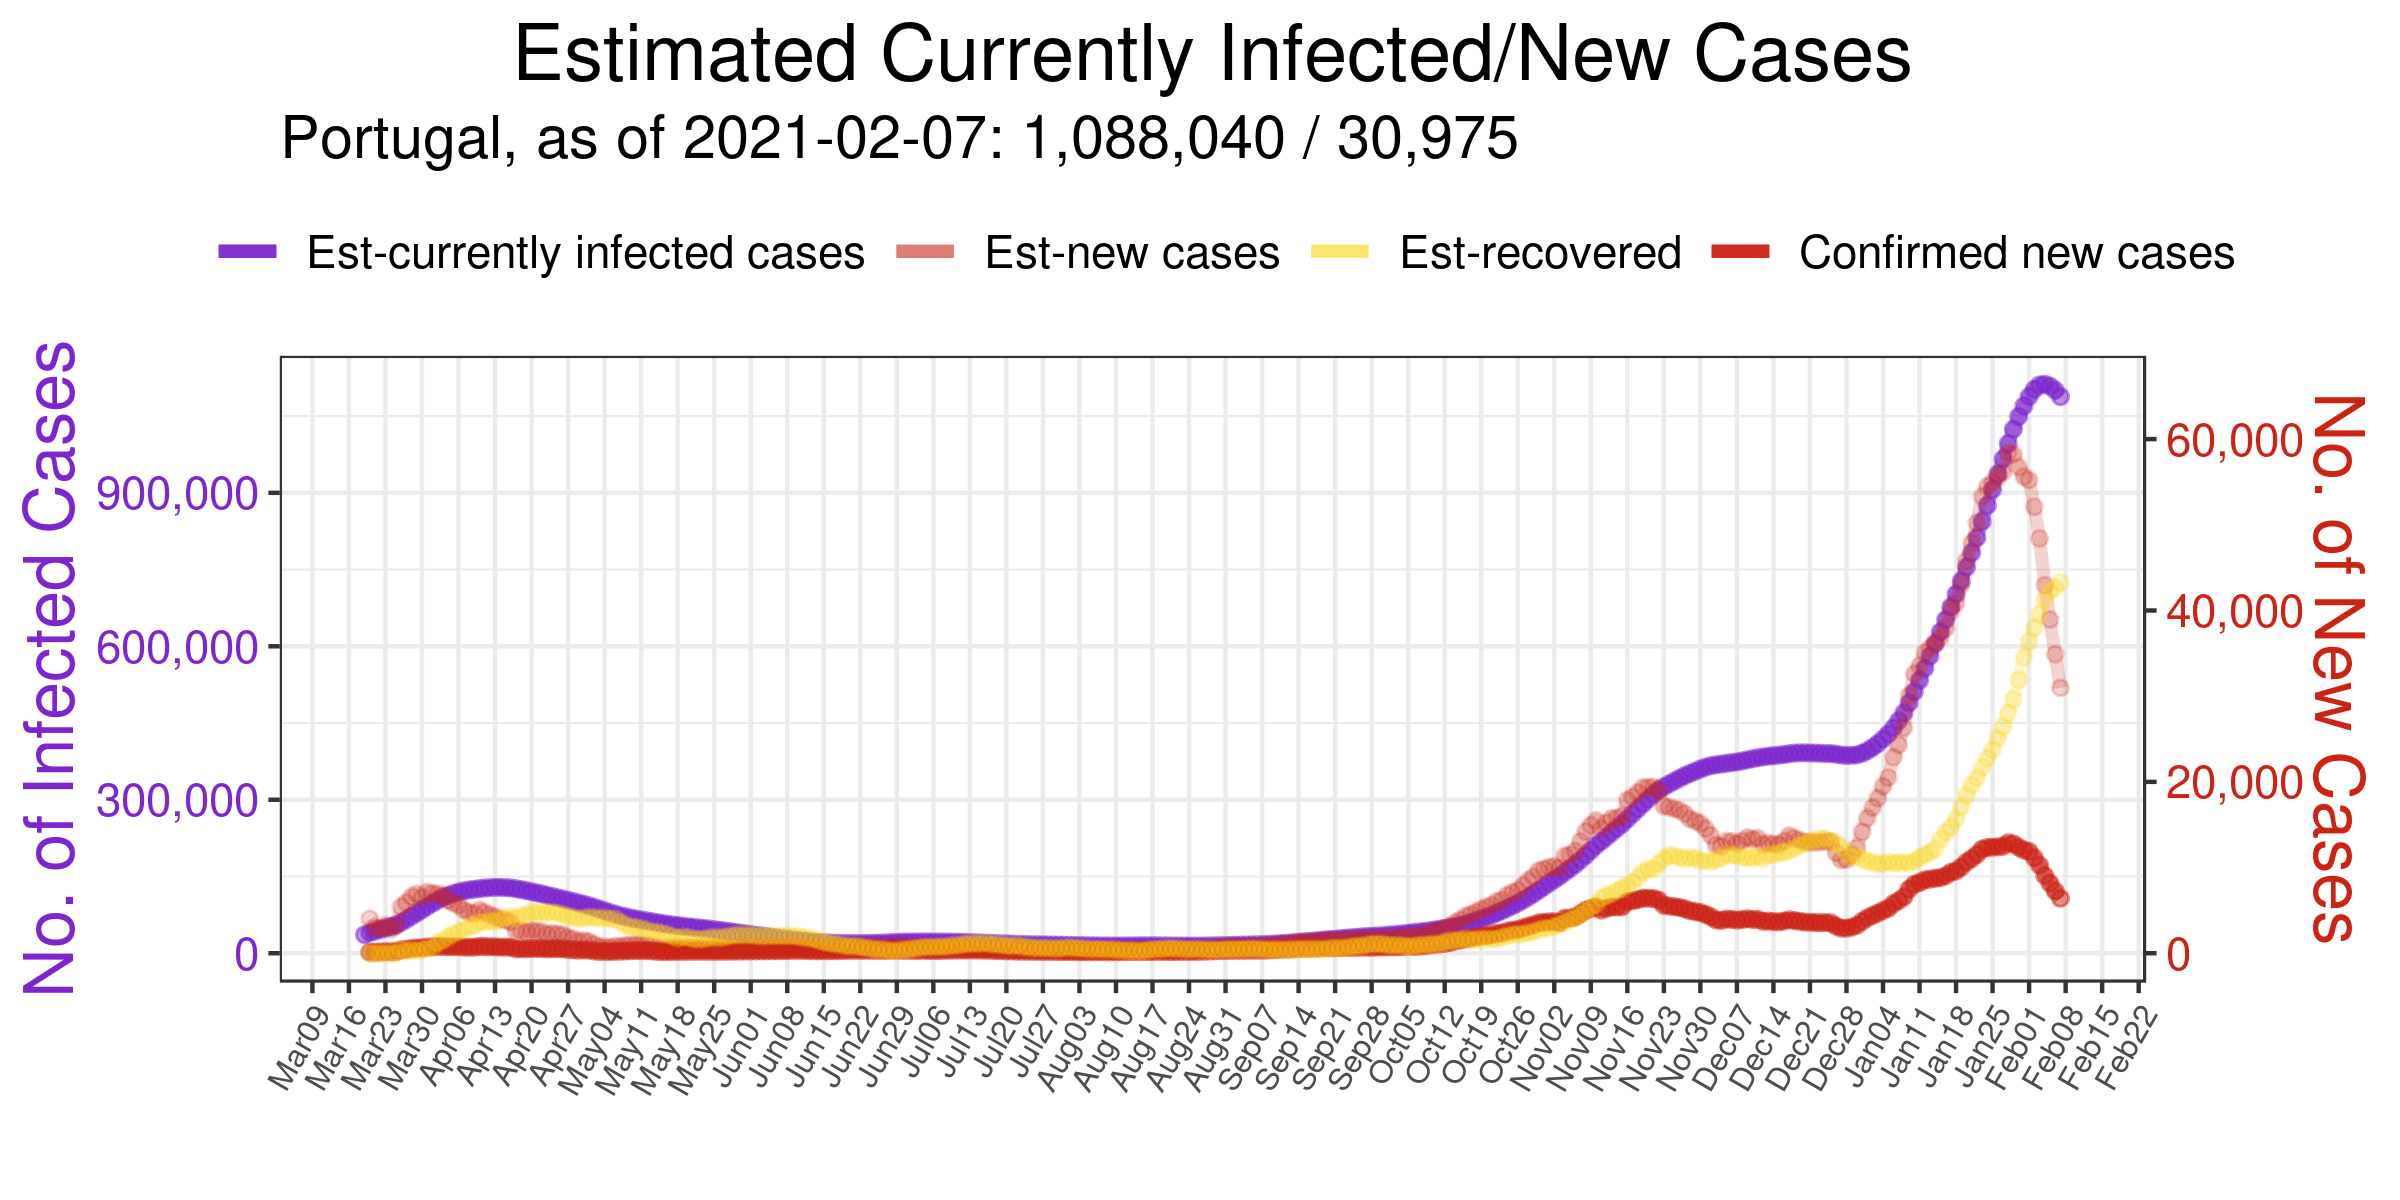 Estimated Currently Infected/New Cases
Portugal, as of 2021-02-07: 1,088,040 / 30,975
Est-currently infected cases Est-new cases Est-recovered Confirmed new cases
No. of Infected Cases
900,000
600,000
300,000
0
60,000
40,000
20,000
0
No. of New Cases
Mar09 Mar16 Mar23 Mar30 Apr06 Apr13 Apr20 Apr27 May04 May11 May18 May25 Jun01 Jun08 Jun15 Jun22 Jun29 Jul06 Jul13 Jul20 Jul27 Aug03 Aug10 Aug17 Aug24 Aug31 Sep07 Sep14 Sep21 Sep28 Oct05 Oct12 Oct19 Oct26 Nov02 Nov09 Nov16 Nov23 Nov30 Dec07 Dec14 Dec21 Dec28 Jan04 Jan11 Jan18 Jan25 Feb01 Feb08 Feb15 Feb22